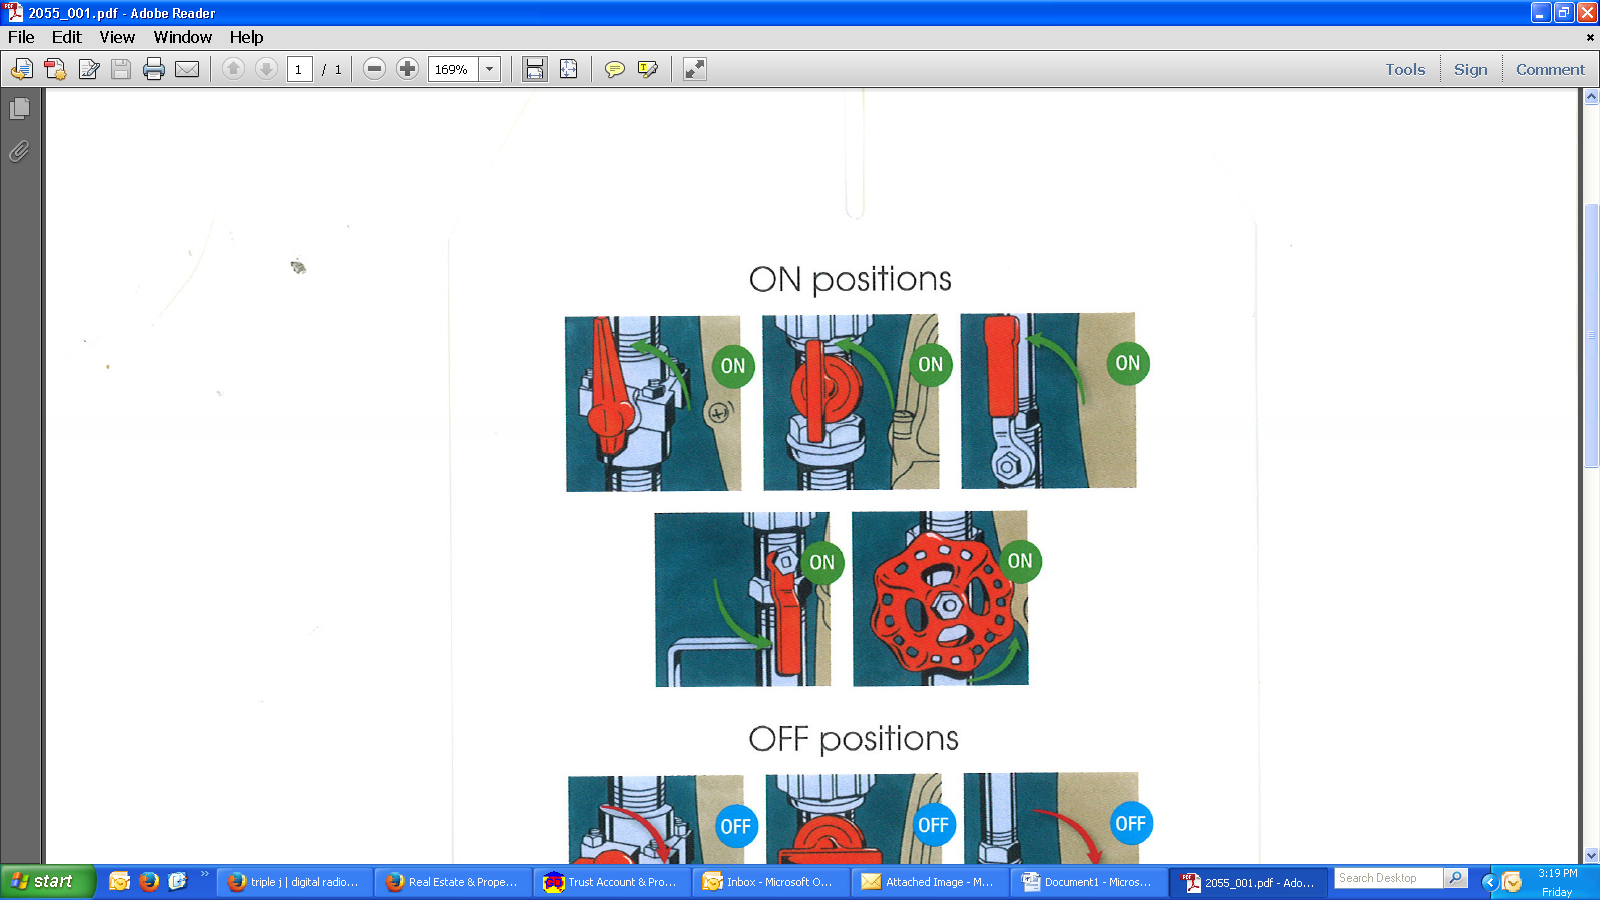 2055_001.pdf - Adobe Reader
File Edit View Window Help
1 / 1 169% Tools Sign Comment
ON positions
ON ON ON
ON ON
OFF positions
OFF OFF OFF
start triple j | digital radio... Real Estate & Prope... Trust Account & Pro... Inbox - Microsoft O... Attached Image - M... Document1 - Micros... 2055_001.pdf - Ado... Search Desktop 3:19 PM
Friday